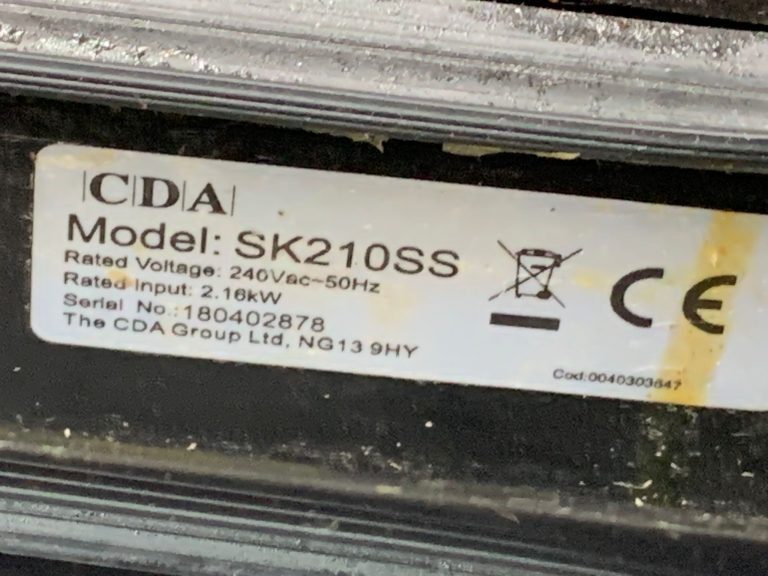 CDA
Model: SK210SS
Rated Voltage: 240Vac~50Hz
Rated Input: 2.16kW
Serial No.:180402878
The CDA Group Ltd, NG13 9HY
CE
Cod:0040303647